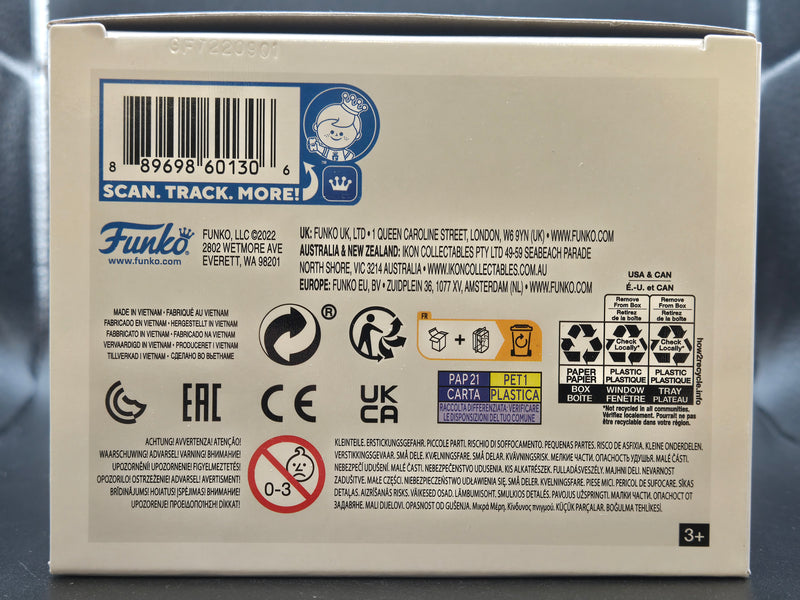 GF7220901
8 89698 60130 6
SCAN. TRACK. MORE!
Funko
www.funko.com
FUNKO, LLC ©2022
2802 WETMORE AVE
EVERETT, WA 98201
UK: FUNKO UK, LTD • 1 QUEEN CAROLINE STREET, LONDON, W6 9YN (UK) • WWW.FUNKO.COM
AUSTRALIA & NEW ZEALAND: IKON COLLECTABLES PTY LTD 49-59 SEABEACH PARADE
NORTH SHORE, VIC 3214 AUSTRALIA • WWW.IKONCOLLECTABLES.COM.AU
EUROPE: FUNKO EU, BV • ZUIDPLEIN 36, 1077 XV, AMSTERDAM (NL) • WWW.FUNKO.COM
MADE IN VIETNAM • FABRIQUÉ AU VIETNAM
FABRICADO EN VIETNAM • HERGESTELLT IN VIETNAM
FABBRICATO IN VIETNAM • FABRICADO NA VIETNAM
VERVAARDIGD IN VIETNAM • PRODUCERET I VIETNAM
TILLVERKAD I VIETNAM • СДЕЛАНО ВО ВЬЕТНАМЕ
®
FR
+
USA & CAN
É.-U. et CAN
Remove From Box
Retirez de la boîte
Remove From Box
Retirez de la boîte
Check Locally*
Check Locally*
PAPER
PAPIER
BOX
BOÎTE
PLASTIC
PLASTIQUE
WINDOW
FENÊTRE
PLASTIC
PLASTIQUE
TRAY
PLATEAU
*Not recycled in all communities.
Vérifiez localement. Pourrait ne
pas être recyclé dans votre région.
how2recycle.info
EAC
CE
UK
CA
PAP 21 PET1
CARTA PLASTICA
RACCOLTA DIFFERENZIATA: VERIFICARE
LE DISPOSIZIONI DEL TUO COMUNE
ACHTUNG! AVVERTENZA! ATENÇÃO!
WAARSCHUWING! ADVARSEL! VARNING! ВНИМАНИЕ!
UPOZORNĚNÍ! UPOZORNENIE! FIGYELMEZTETÉS!
OPOZORILO! OSTRZEŻENIE! ADVARSEL! AVERTISMENT!
BRĪDINĀJUMS! HOIATUS! ĮSPĖJIMAS! ВНИМАНИЕ!
UPOZORENJE! ΠΡΟΕΙΔΟΠΟΙΗΣΗ! DİKKAT!
0-3
KLEINTEILE. ERSTICKUNGSGEFAHR. PICCOLE PARTI. RISCHIO DI SOFFOCAMENTO. PEQUENAS PARTES. RISCO DE ASFIXIA. KLEINE ONDERDELEN.
VERSTIKKINGSGEVAAR. SMÅ DELE. KVÆLNINGSFARE. SMÅ DELAR. KVÄVNINGSRISK. МЕЛКИЕ ЧАСТИ. ОПАСНОСТЬ УДУШЬЯ. MALÉ ČÁSTI.
NEBEZPEČÍ UDUŠENÍ. MALÉ ČASTI. NEBEZPEČENSTVO UDUSENIA. KIS ALKATRÉSZEK. FULLADÁSVESZÉLY. MAJHNI DELI. NEVARNOST
ZADUŠITVE. MAŁE CZĘŚCI. NIEBEZPIECZEŃSTWO UDŁAWIENIA SIĘ. SMÅ DELER. KVELNINGSFARE. PIESE MICI. PERICOL DE SUFOCARE. SĪKAS
DETAĻAS. AIZRĪŠANĀS RISKS. VÄIKESED OSAD. LÄMBUMISOHT. SMULKIOS DETALĖS. PAVOJUS UŽSPRINGTI. МАЛКИ ЧАСТИ. ОПАСНОСТ ОТ
ЗАДАВЯНЕ. MALI DIJELOVI. OPASNOST OD GUŠENJA. Μικρά Μέρη. Κίνδυνος πνιγμού. KÜÇÜK PARÇALAR. BOĞULMA TEHLİKESİ.
3+